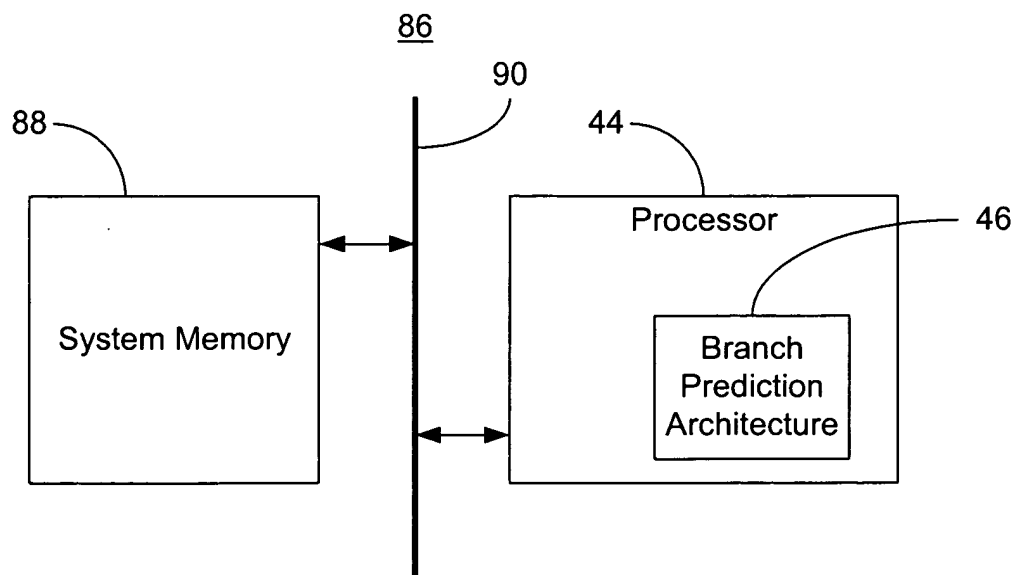 86
90
88
44
Processor
46
System Memory
Branch
Prediction
Architecture